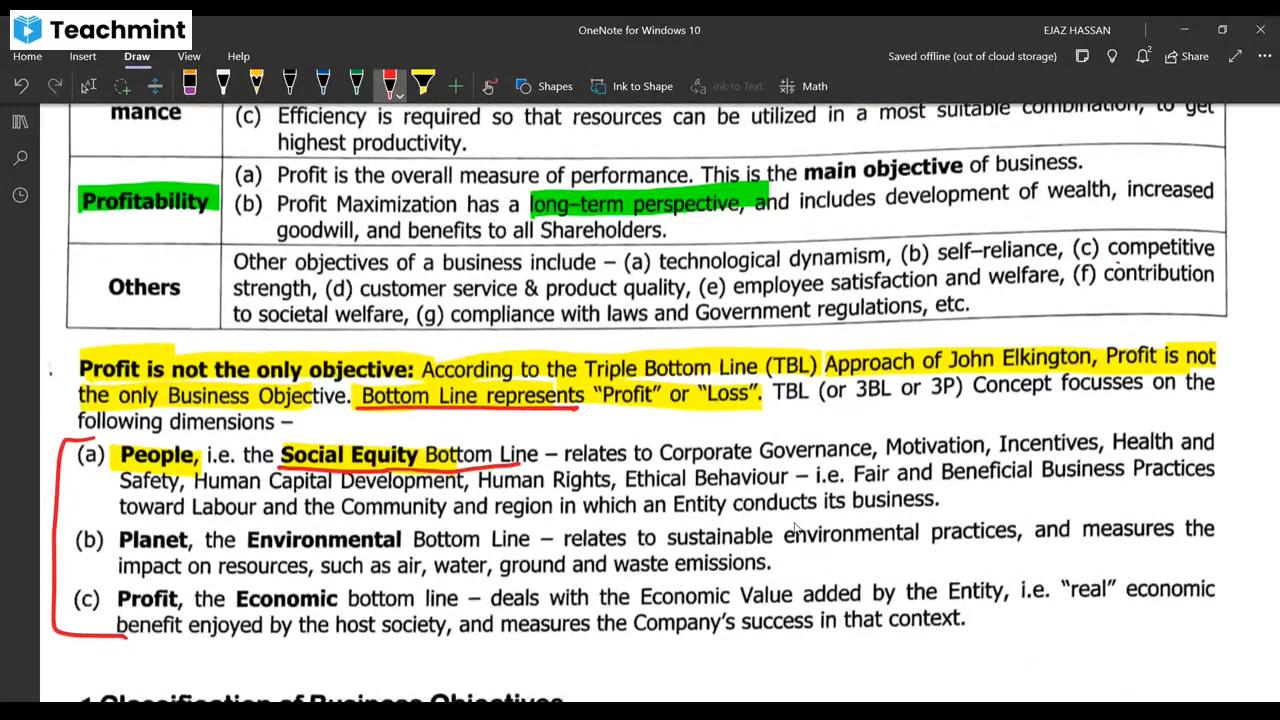 Teachmint
OneNote for Windows 10
EJAZ HASSAN
Home Insert Draw View Help
Saved offline (out of cloud storage)
2
Share
Shapes
Ink to Shape
Ink to Text
Math
mance
(c) Efficiency is required so that resources can be utilized in a most suitable combination, to get
highest productivity.
Profitability
(a) Profit is the overall measure of performance. This is the main objective of business.
(b) Profit Maximization has a long–term perspective, and includes development of wealth, increased
goodwill, and benefits to all Shareholders.
Others
Other objectives of a business include – (a) technological dynamism, (b) self–reliance, (c) competitive
strength, (d) customer service & product quality, (e) employee satisfaction and welfare, (f) contribution
to societal welfare, (g) compliance with laws and Government regulations, etc.
Profit is not the only objective: According to the Triple Bottom Line (TBL) Approach of John Elkington, Profit is not
the only Business Objective. Bottom Line represents “Profit” or “Loss”. TBL (or 3BL or 3P) Concept focusses on the
following dimensions –
(a) People, i.e. the Social Equity Bottom Line – relates to Corporate Governance, Motivation, Incentives, Health and
Safety, Human Capital Development, Human Rights, Ethical Behaviour – i.e. Fair and Beneficial Business Practices
toward Labour and the Community and region in which an Entity conducts its business.
(b) Planet, the Environmental Bottom Line – relates to sustainable environmental practices, and measures the
impact on resources, such as air, water, ground and waste emissions.
(c) Profit, the Economic bottom line – deals with the Economic Value added by the Entity, i.e. “real” economic
benefit enjoyed by the host society, and measures the Company’s success in that context.
Classification of Business Objectives